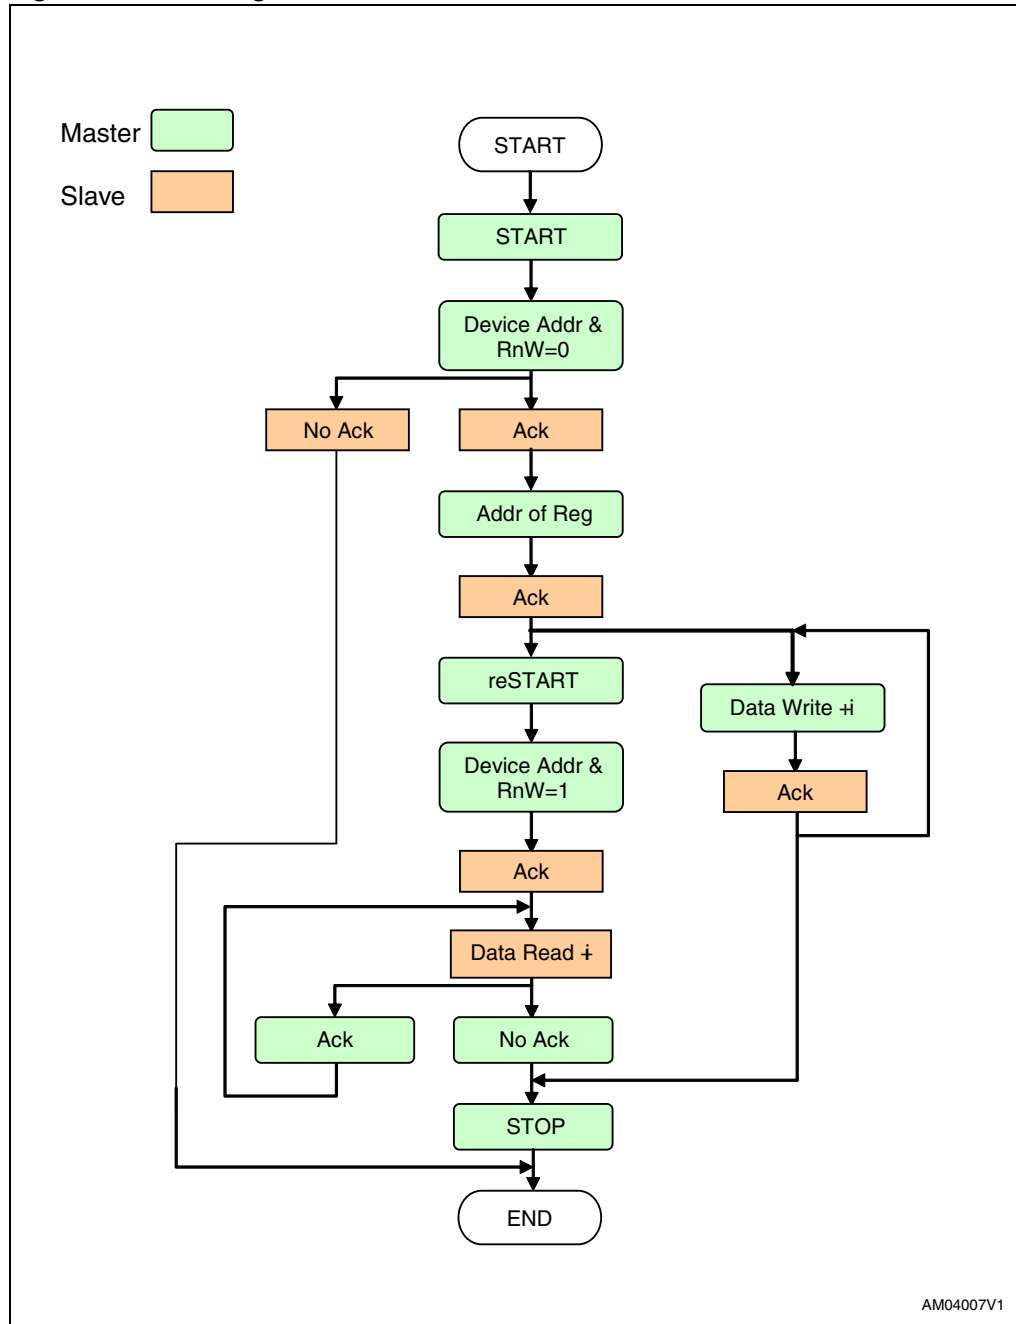 Master
START
Slave
START
Device Addr &
RnW=0
No Ack
Ack
Addr of Reg
Ack
reSTART
Data Write +i
Device Addr &
RnW=1
Ack
Ack
Data Read +i
Ack
No Ack
STOP
END
AM04007V1